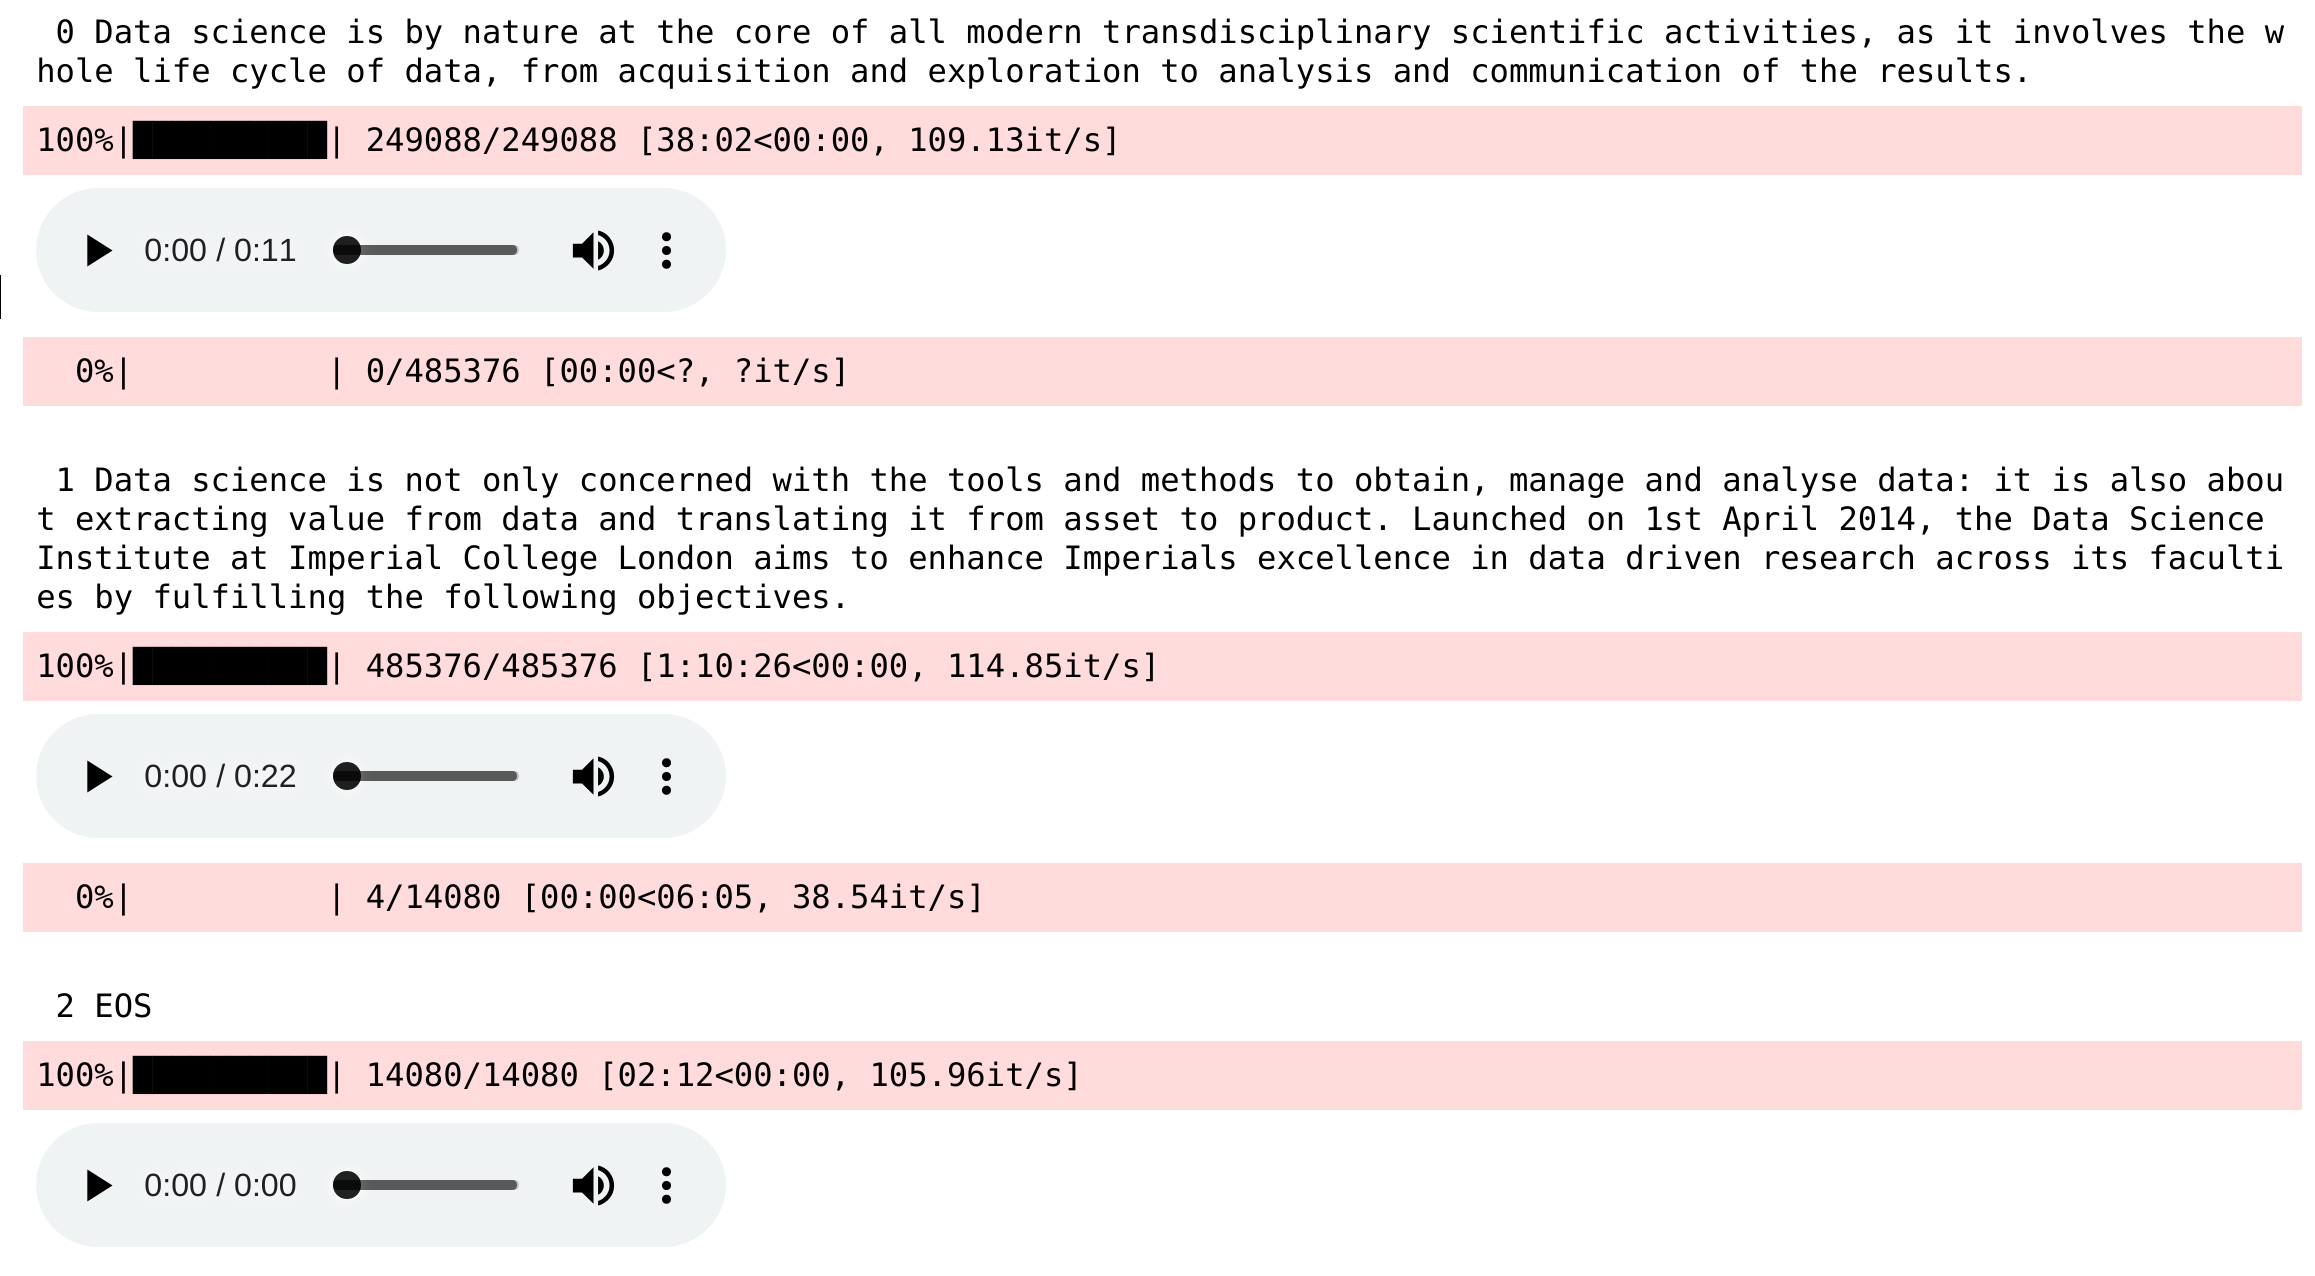 0 Data science is by nature at the core of all modern transdisciplinary scientific activities, as it involves the w
hole life cycle of data, from acquisition and exploration to analysis and communication of the results.
100%|██████████| 249088/249088 [38:02<00:00, 109.13it/s]
0:00 / 0:11
0%|          | 0/485376 [00:00<?, ?it/s]
1 Data science is not only concerned with the tools and methods to obtain, manage and analyse data: it is also abou
t extracting value from data and translating it from asset to product. Launched on 1st April 2014, the Data Science
Institute at Imperial College London aims to enhance Imperials excellence in data driven research across its faculti
es by fulfilling the following objectives.
100%|██████████| 485376/485376 [1:10:26<00:00, 114.85it/s]
0:00 / 0:22
0%|          | 4/14080 [00:00<06:05, 38.54it/s]
2 EOS
100%|██████████| 14080/14080 [02:12<00:00, 105.96it/s]
0:00 / 0:00